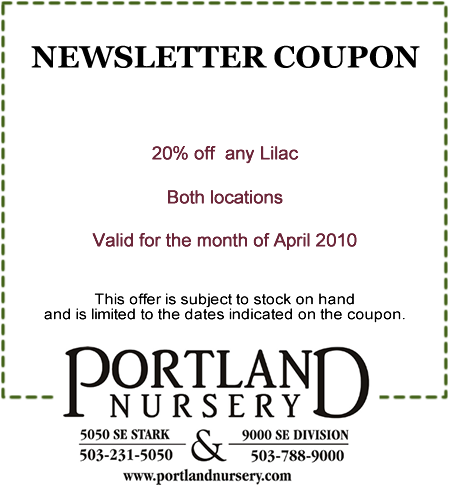 NEWSLETTER COUPON
20% off any Lilac
Both locations
Valid for the month of April 2010
This offer is subject to stock on hand
and is limited to the dates indicated on the coupon.
PORTLAND
NURSERY
5050 SE STARK & 9000 SE DIVISION
503-231-5050 503-788-9000
www.portlandnursery.com